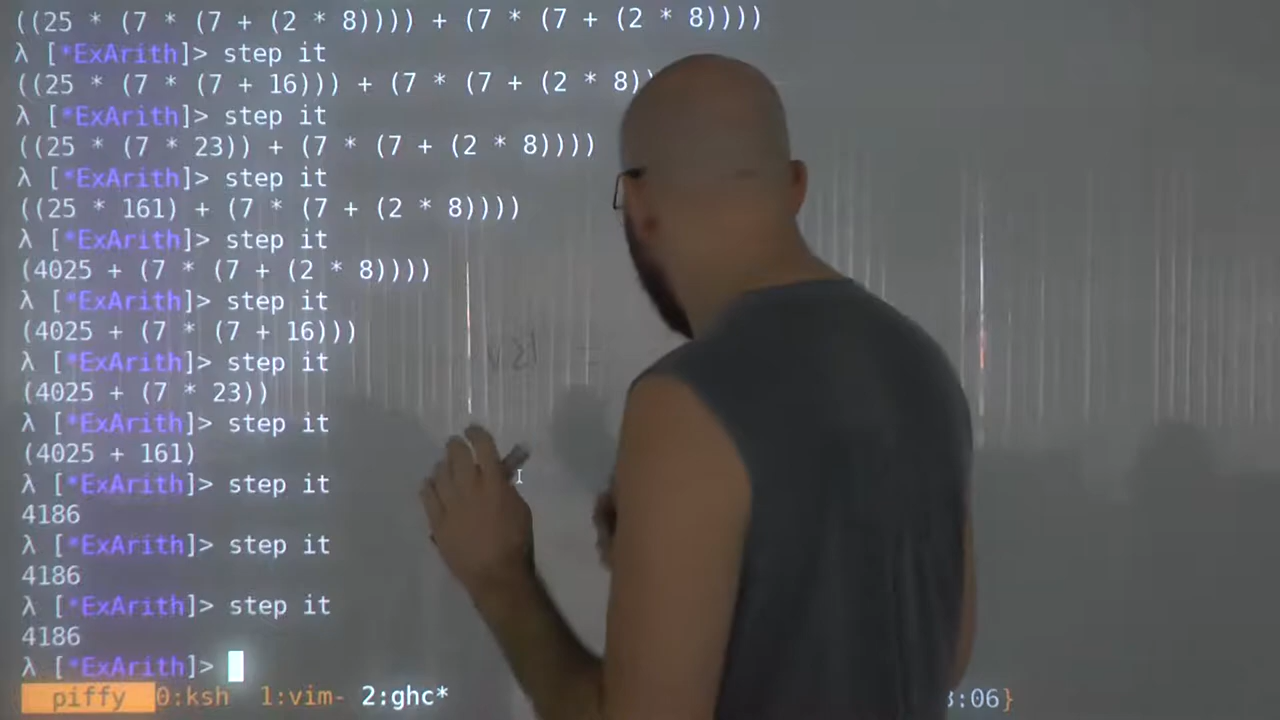 ((25 * (7 * (7 + (2 * 8)))) + (7 * (7 + (2 * 8))))
λ [*ExArith]> step it
((25 * (7 * (7 + 16))) + (7 * (7 + (2 * 8)
λ [*ExArith]> step it
((25 * (7 * 23)) + (7 * (7 + (2 * 8))))
λ [*ExArith]> step it
((25 * 161) + (7 * (7 + (2 * 8))))
λ [*ExArith]> step it
(4025 + (7 * (7 + (2 * 8))))
λ [*ExArith]> step it
(4025 + (7 * (7 + 16)))
λ [*ExArith]> step it
(4025 + (7 * 23))
λ [*ExArith]> step it
(4025 + 161)
λ [*ExArith]> step it
4186
λ [*ExArith]> step it
4186
λ [*ExArith]> step it
4186
λ [*ExArith]>
piffy 0:ksh 1:vim- 2:ghc* :06}